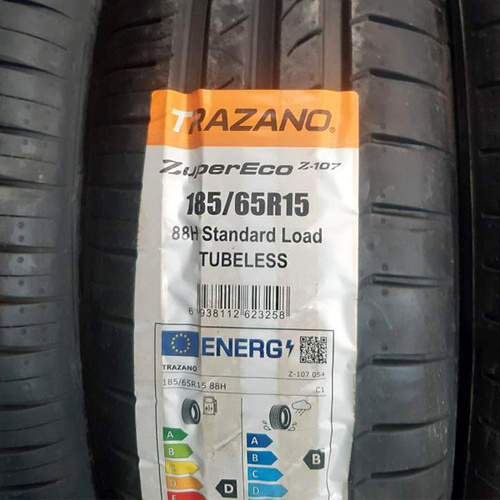 TRAZANO®
ZuperEco Z-107
185/65R15
88H Standard Load
TUBELESS
6 938112 623258
ENERG
TRAZANO
Z-107 054
185/65R15 88H
C1
A
B
C
D
E
D
A
B
C
D
B